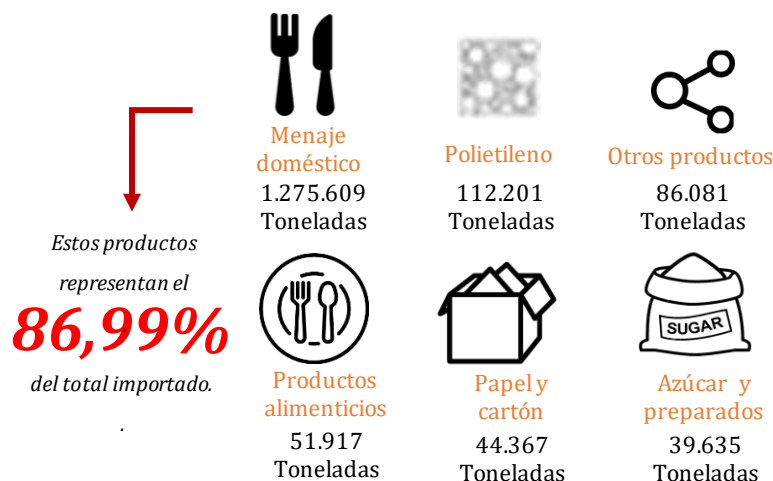 Menaje
doméstico
1.275.609
Toneladas
Polietileno
112.201
Toneladas
Otros productos
86.081
Toneladas
Estos productos
representan el
86,99%
del total importado.
.
SUGAR
Productos
alimenticios
51.917
Toneladas
Papel y
cartón
44.367
Toneladas
Azúcar y
preparados
39.635
Toneladas